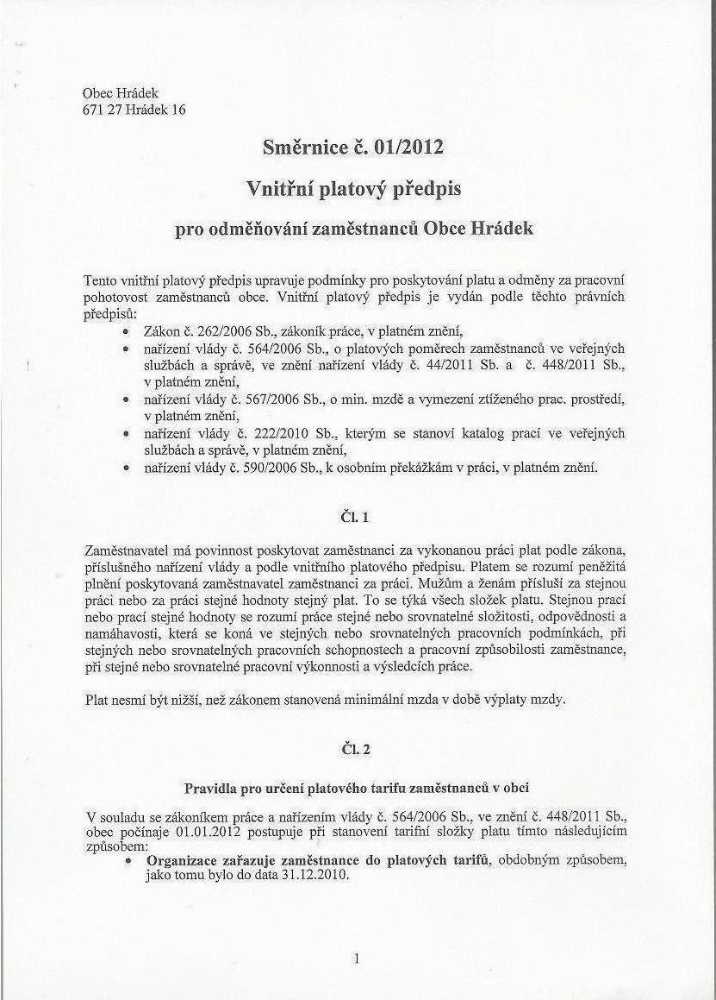 Obec Hrádek
671 27 Hrádek 16
Směrnice č. 01/2012
Vnitřní platový předpis
pro odměňování zaměstnanců Obce Hrádek
Tento vnitřní platový předpis upravuje podmínky pro poskytování platu a odměny za pracovní
pohotovost zaměstnanců obce. Vnitřní platový předpis je vydán podle těchto právních
předpisů:
• Zákon č. 262/2006 Sb., zákoník práce, v platném znění,
• nařízení vlády č. 564/2006 Sb., o platových poměrech zaměstnanců ve veřejných
službách a správě, ve znění nařízení vlády č. 44/2011 Sb. a č. 448/2011 Sb.,
v platném znění,
• nařízení vlády č. 567/2006 Sb., o min. mzdě a vymezení ztíženého prac. prostředí,
v platném znění,
• nařízení vlády č. 222/2010 Sb., kterým se stanoví katalog prací ve veřejných
službách a správě, v platném znění,
• nařízení vlády č. 590/2006 Sb., k osobním překážkám v práci, v platném znění.
Čl. 1
Zaměstnavatel má povinnost poskytovat zaměstnanci za vykonanou práci plat podle zákona,
příslušného nařízení vlády a podle vnitřního platového předpisu. Platem se rozumí peněžitá
plnění poskytovaná zaměstnavatel zaměstnanci za práci. Mužům a ženám přísluší za stejnou
práci nebo za práci stejné hodnoty stejný plat. To se týká všech složek platu. Stejnou prací
nebo prací stejné hodnoty se rozumí práce stejné nebo srovnatelné složitosti, odpovědnosti a
namáhavosti, která se koná ve stejných nebo srovnatelných pracovních podmínkách, při
stejných nebo srovnatelných pracovních schopnostech a pracovní způsobilosti zaměstnance,
při stejné nebo srovnatelné pracovní výkonnosti a výsledcích práce.
Plat nesmí být nižší, než zákonem stanovená minimální mzda v době výplaty mzdy.
Čl. 2
Pravidla pro určení platového tarifu zaměstnanců v obci
V souladu se zákoníkem práce a nařízením vlády č. 564/2006 Sb., ve znění č. 448/2011 Sb.,
obec počínaje 01.01.2012 postupuje při stanovení tarifní složky platu tímto následujícím
způsobem:
• Organizace zařazuje zaměstnance do platových tarifů, obdobným způsobem,
jako tomu bylo do data 31.12.2010.
1